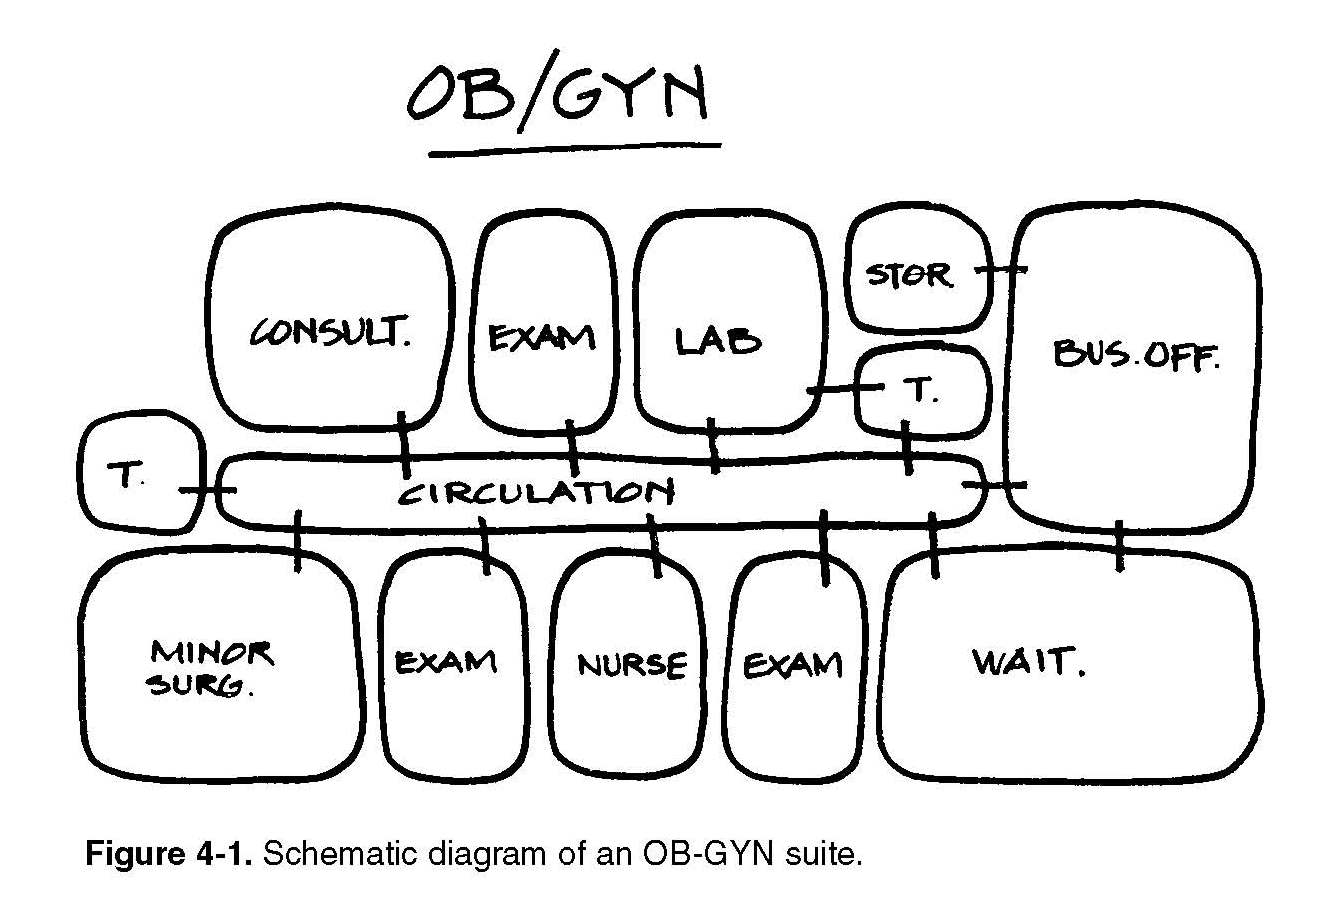 OB/GYN
CONSULT.
EXAM
LAB
STOR.
BUS. OFF.
T.
T.
CIRCULATION
MINOR
SURG.
EXAM
NURSE
EXAM
WAIT.
Figure 4-1. Schematic diagram of an OB-GYN suite.